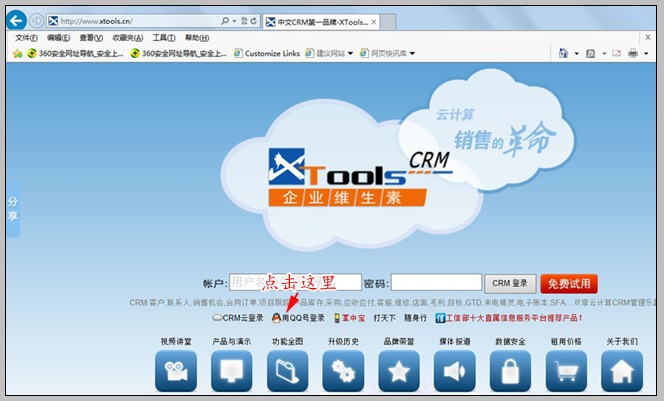 http://www.xtools.cn/
中文CRM第一品牌-XTools...
文件(F) 编辑(E) 查看(V) 收藏夹(A) 工具(T) 帮助(H)
360安全网址导航_安全上... 360安全网址导航_安全上... Customize Links 建议网站 网页快讯库
云计算
销售的革命
XTools CRM
企业维生素
分享
点击这里
帐户: 密码: CRM 登录 免费试用
CRM,客户,联系人,销售机会,合同订单,项目跟踪,产品库存,采购,应收应付,客服,维修,店面,毛利,目标,GTD,来电精灵,电子账本,SFA...尽享云计算CRM管理乐趣
CRM云登录 用QQ号登录 某中宝 打天下 随身行 工信部十大直属信息服务平台推荐产品!
视频讲堂 产品与演示 功能全图 升级历史 品牌荣誉 媒体报道 数据安全 租用价格 关于我们